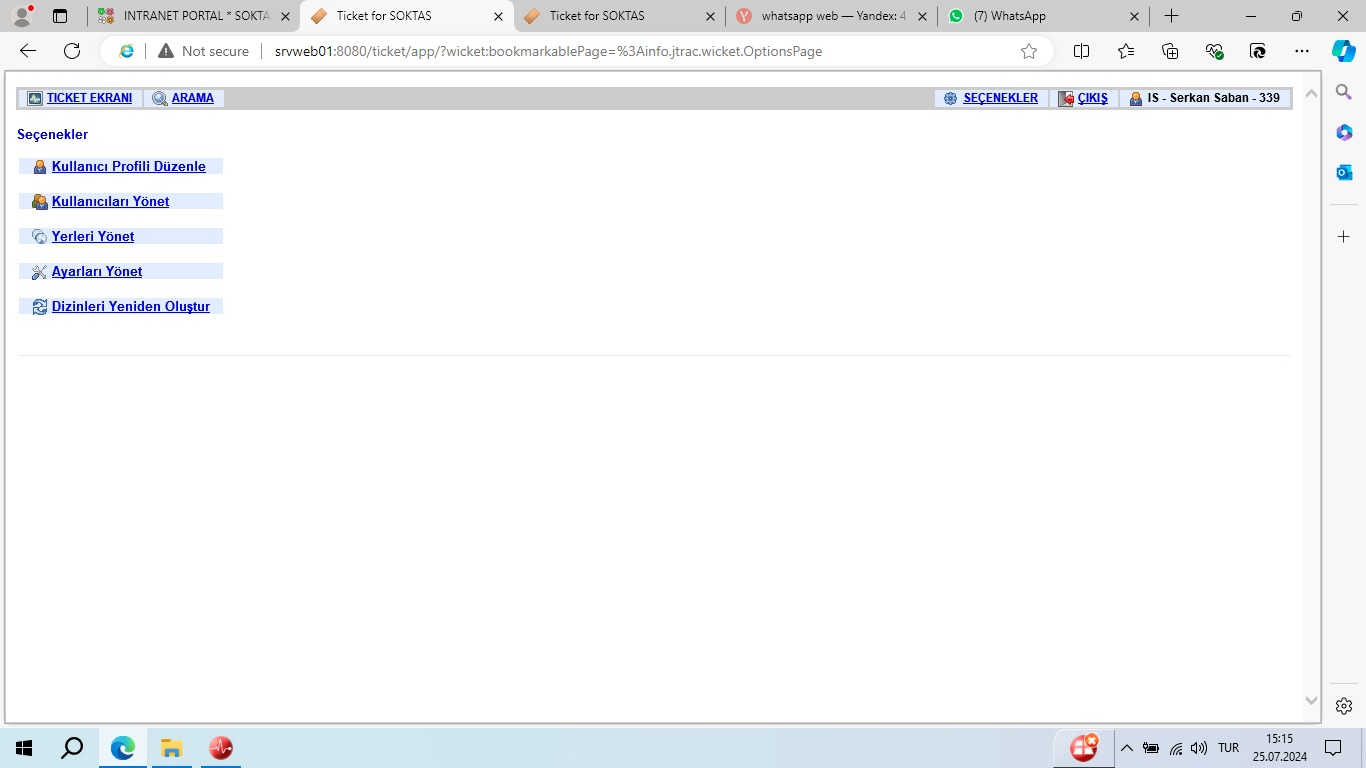 INTRANET PORTAL * SOKTA
Ticket for SOKTAS
Ticket for SOKTAS
whatsapp web — Yandex: 4
(7) WhatsApp
Not secure
srvweb01:8080/ticket/app/?wicket:bookmarkablePage=%3Ainfo.jtrac.wicket.OptionsPage
TICKET EKRANI
ARAMA
SEÇENEKLER
ÇIKIŞ
IS - Serkan Saban - 339
Seçenekler
Kullanıcı Profili Düzenle
Kullanıcıları Yönet
Yerleri Yönet
Ayarları Yönet
Dizinleri Yeniden Oluştur
TUR
15:15
25.07.2024